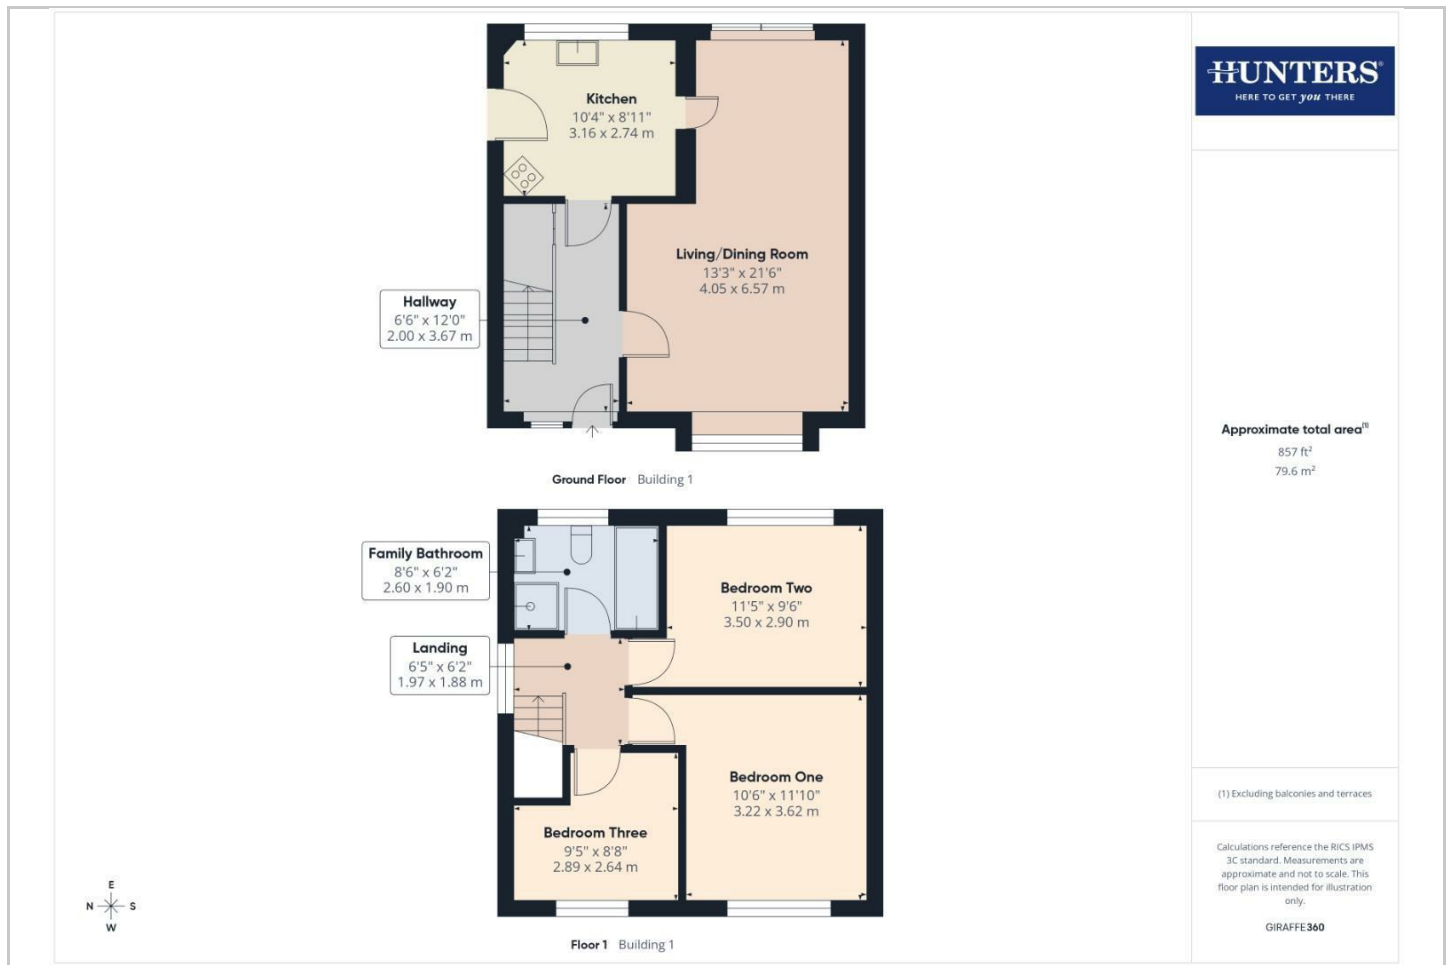 Kitchen
10'4" x 8'11"
3.16 x 2.74 m
Living/Dining Room
13'3" x 21'6"
4.05 x 6.57 m
Hallway
6'6" x 12'0"
2.00 x 3.67 m
Ground Floor Building 1
Family Bathroom
8'6" x 6'2"
2.60 x 1.90 m
Bedroom Two
11'5" x 9'6"
3.50 x 2.90 m
Landing
6'5" x 6'2"
1.97 x 1.88 m
Bedroom One
10'6" x 11'10"
3.22 x 3.62 m
Bedroom Three
9'5" x 8'8"
2.89 x 2.64 m
Floor 1 Building 1
E
N S
W
HUNTERS®
HERE TO GET you THERE
Approximate total area(1)
857 ft²
79.6 m²
(1) Excluding balconies and terraces
Calculations reference the RICS IPMS
3C standard. Measurements are
approximate and not to scale. This
floor plan is intended for illustration
only.
GIRAFFE360